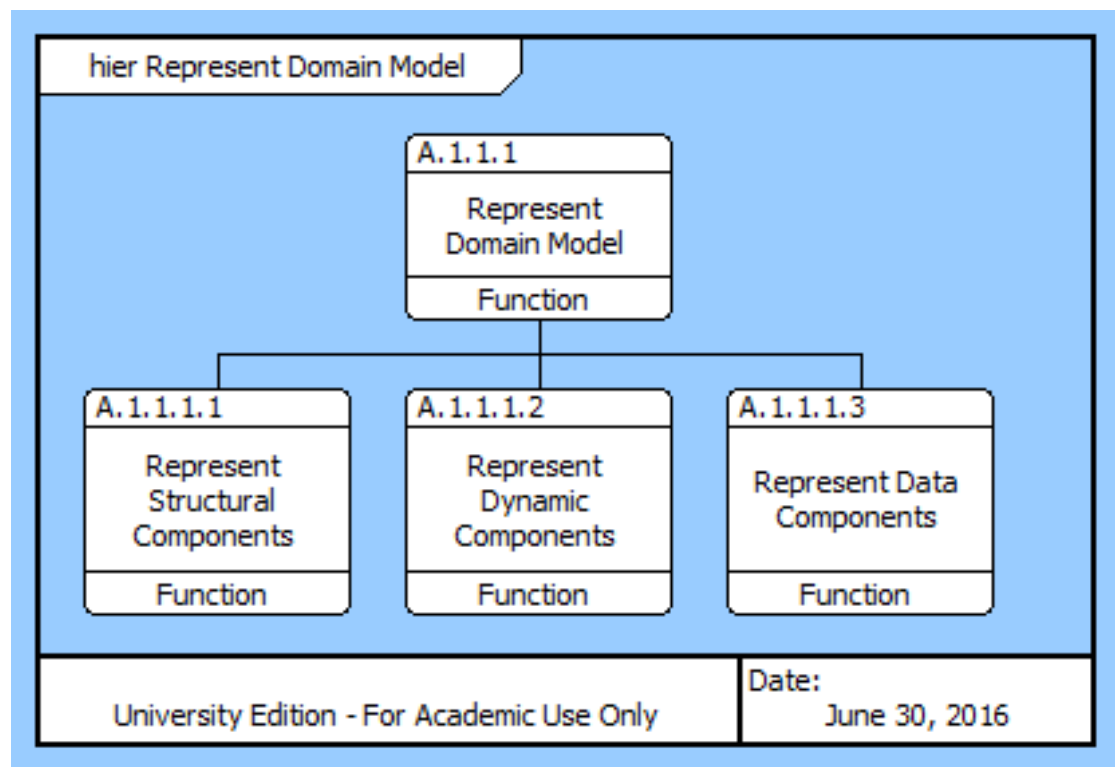 hier Represent Domain Model
A.1.1.1
Represent
Domain Model
Function
A.1.1.1.1
Represent
Structural
Components
Function
A.1.1.1.2
Represent
Dynamic
Components
Function
A.1.1.1.3
Represent Data
Components
Function
University Edition - For Academic Use Only
Date:
June 30, 2016